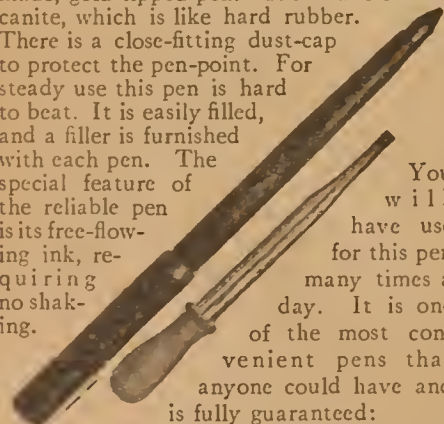 canite, which is like hard rubber.
There is a close-fitting dust-cap
to protect the pen-point. For
steady use this pen is hard
to beat. It is easily filled,
and a filler is furnished
with each pen. The
special feature of
the reliable pen
is its free-flow-
ing ink, re-
quiring
no shak-
ing.
You
will
have use
for this pen
many times a
day. It is one
of the most con
venient pens that
anyone could have and
is fully guaranteed: